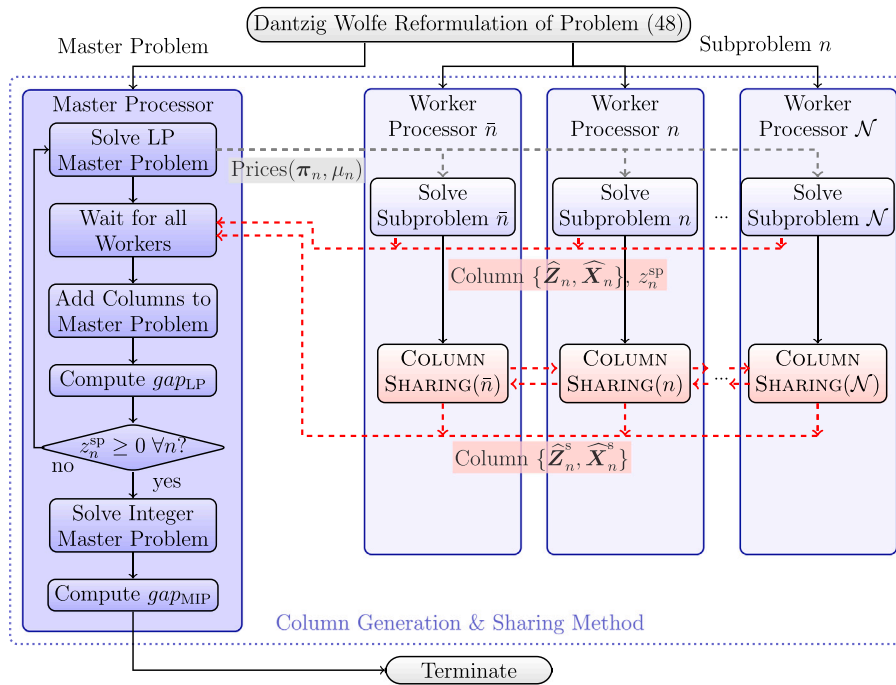 Dantzig Wolfe Reformulation of Problem (48)
Master Problem
Subproblem n
Master Processor
Solve LP
Master Problem
Wait for all
Workers
Add Columns to
Master Problem
Compute gap_LP
z_n^sp ≥ 0 ∀n?
no
yes
Solve Integer
Master Problem
Compute gap_MIP
Prices(π_n, μ_n)
Worker
Processor n̄
Solve
Subproblem n̄
Column
Sharing(n̄)
Worker
Processor n
Solve
Subproblem n
Column
Sharing(n)
...
...
Worker
Processor 𝒩
Solve
Subproblem 𝒩
Column
Sharing(𝒩)
Column {Ẑ_n, X̂_n}, z_n^sp
Column {Ẑ_n^s, X̂_n^s}
Column Generation & Sharing Method
Terminate